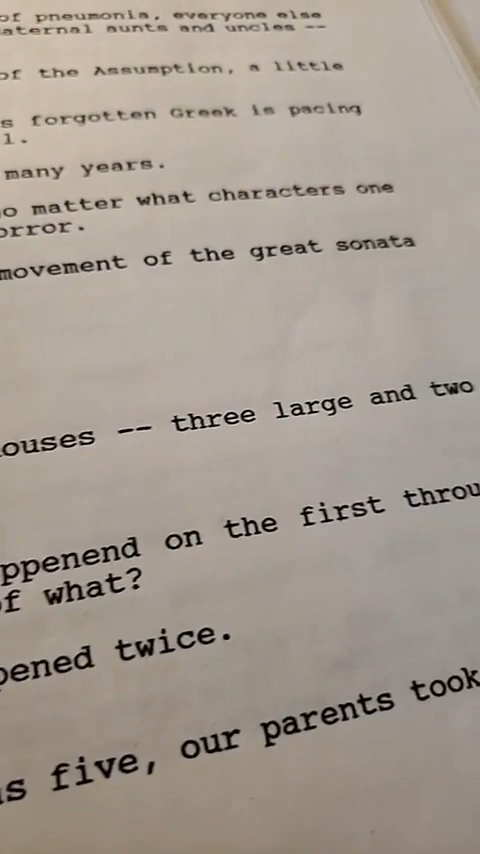 of pneumonia, everyone else
aternal aunts and uncles --
of the Assumption, a little
s forgotten Greek is pacing
l.
many years.
o matter what characters one
orror.
movement of the great sonata
ouses -- three large and two
ppenend on the first throu
f what?
pened twice.
s five, our parents took